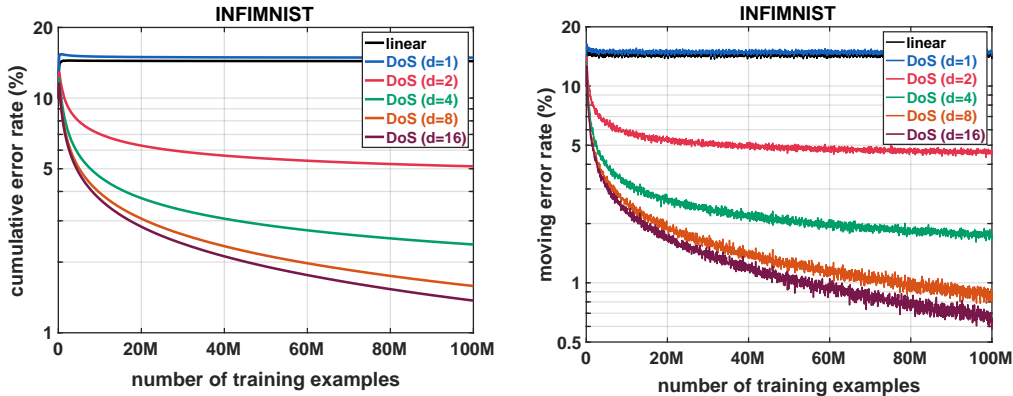 INFIMNIST
cumulative error rate (%)
20
10
5
1
linear
DoS (d=1)
DoS (d=2)
DoS (d=4)
DoS (d=8)
DoS (d=16)
0 20M 40M 60M 80M 100M
number of training examples
INFIMNIST
moving error rate (%)
20
10
5
1
0.5
linear
DoS (d=1)
DoS (d=2)
DoS (d=4)
DoS (d=8)
DoS (d=16)
0 20M 40M 60M 80M 100M
number of training examples